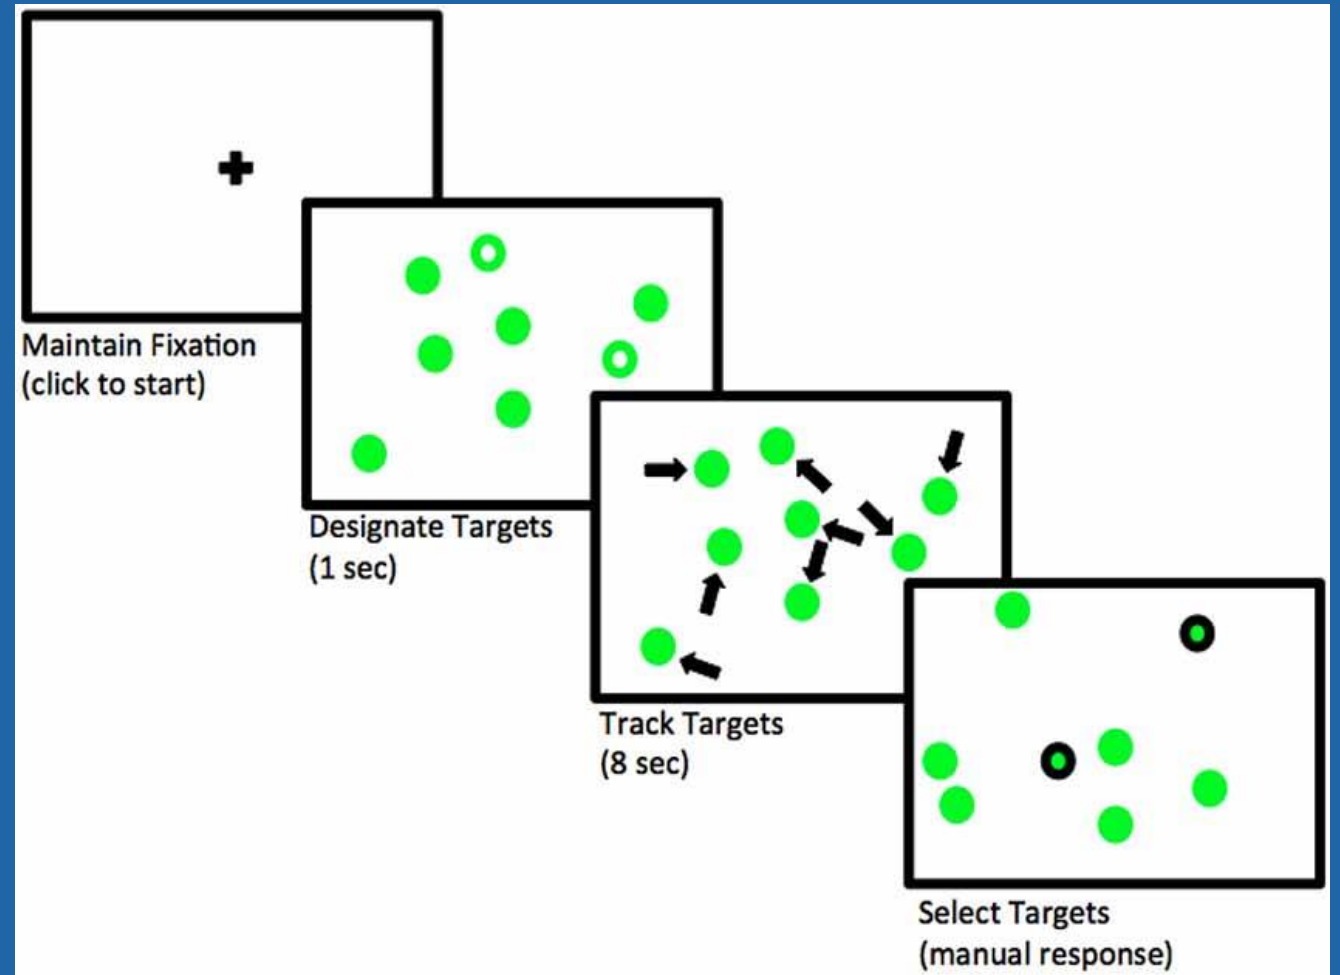 Maintain Fixation
(click to start)
Designate Targets
(1 sec)
Track Targets
(8 sec)
Select Targets
(manual response)